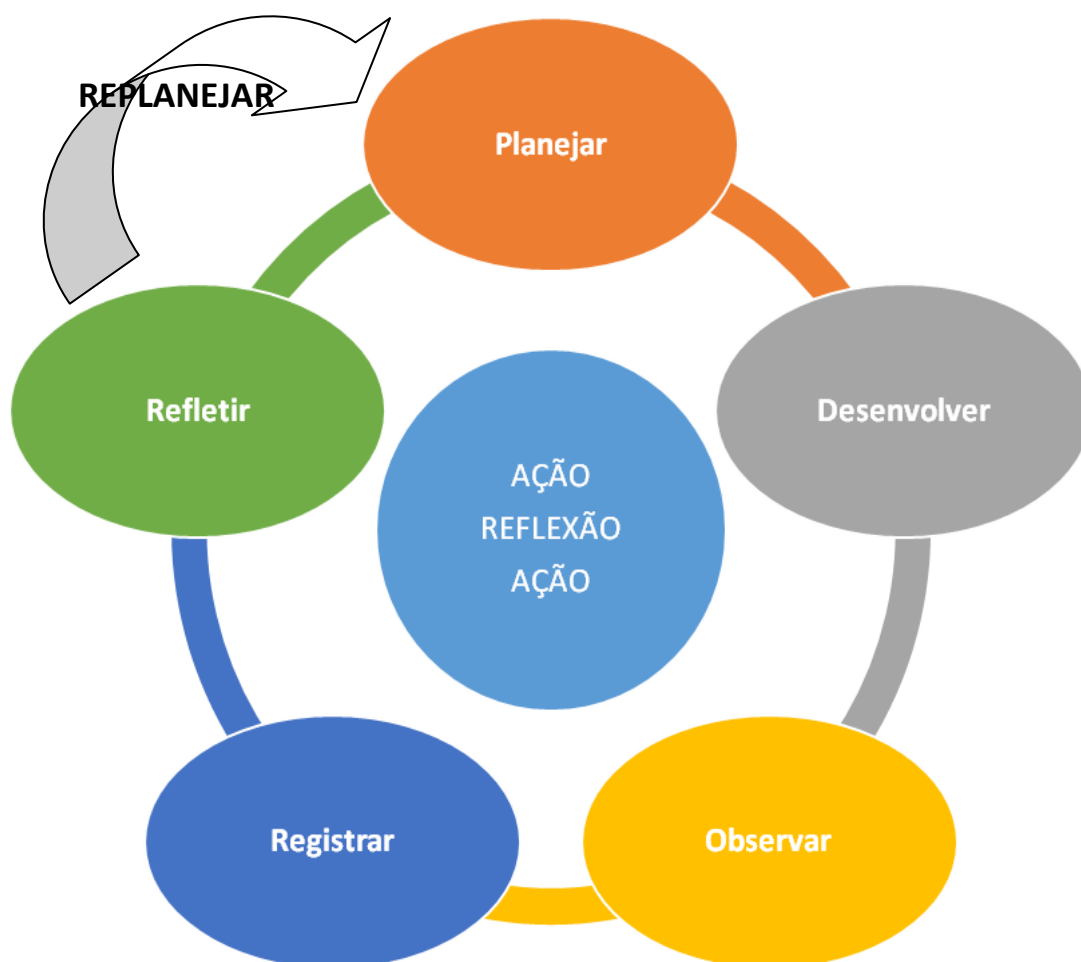 REPLANEJAR
Planejar
Refletir
Desenvolver
AÇÃO
REFLEXÃO
AÇÃO
Registrar
Observar